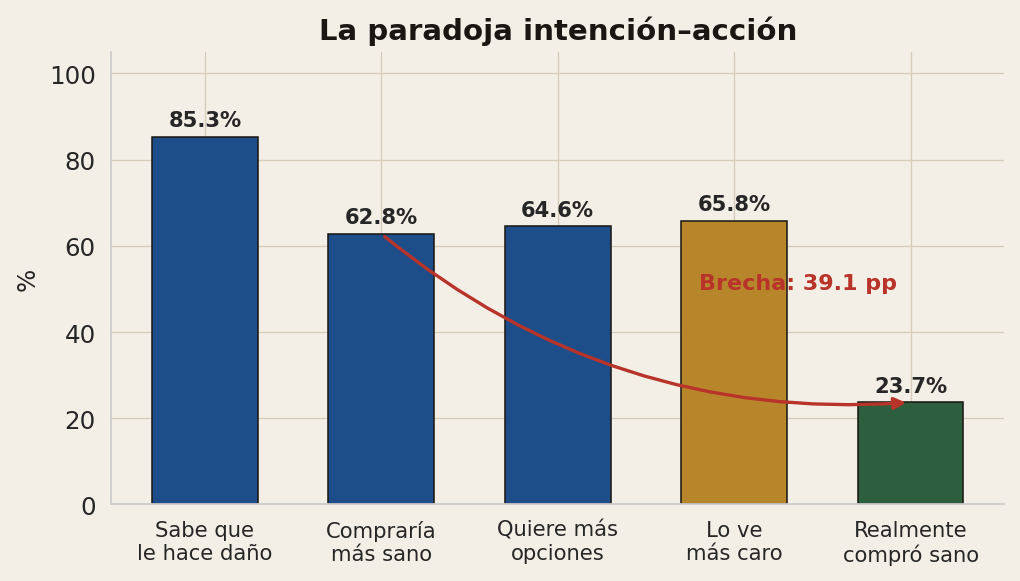 La paradoja intención–acción
%
100
80
60
40
20
0
85.3%
62.8%
64.6%
65.8%
23.7%
Brecha: 39.1 pp
Sabe que
le hace daño
Compraría
más sano
Quiere más
opciones
Lo ve
más caro
Realmente
compró sano